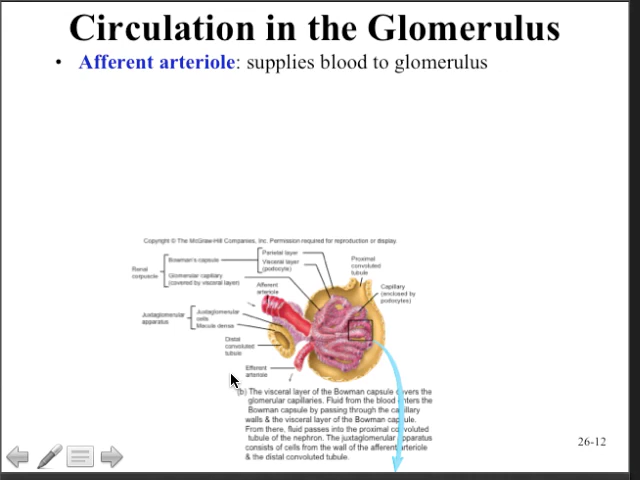 Circulation in the Glomerulus
• Afferent arteriole: supplies blood to glomerulus
Copyright © The McGraw-Hill Companies, Inc. Permission required for reproduction or display.
Parietal layer
Bowman's capsule
Visceral layer
(podocyte)
Renal
corpuscle
Glomerular capillary
(covered by visceral layer)
Proximal
convoluted
tubule
Afferent
arteriole
Capillary
(enclosed by
podocytes)
Juxtaglomerular
apparatus
Juxtaglomerular
cells
Macula densa
Distal
convoluted
tubule
Efferent
arteriole
(b) The visceral layer of the Bowman capsule covers the
glomerular capillaries. Fluid from the blood enters the
Bowman capsule by passing through the capillary
walls & the visceral layer of the Bowman capsule.
From there, fluid passes into the proximal convoluted
tubule of the nephron. The juxtaglomerular apparatus
consists of cells from the wall of the afferent arteriole
& the distal convoluted tubule.
26-12